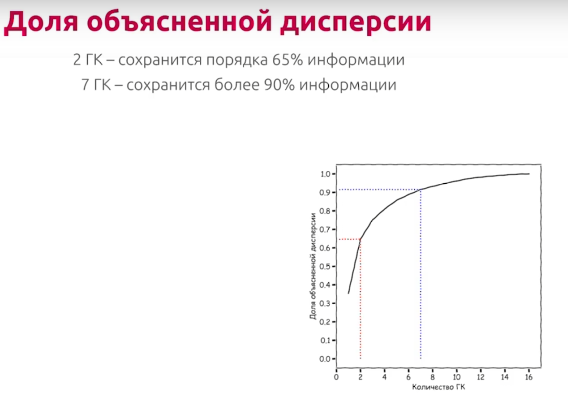 Доля объясненной дисперсии
2 ГК – сохранится порядка 65% информации
7 ГК – сохранится более 90% информации
Доля объясненной дисперсии
1.0
0.9
0.8
0.7
0.6
0.5
0.4
0.3
0.2
0.1
0.0
0 2 4 6 8 10 12 14 16
Количество ГК